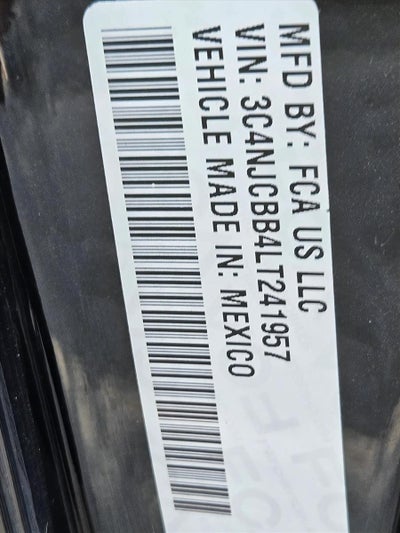 MFD BY: FCA US LLC
VIN: 3C4NJCBB4LT241957
VEHICLE MADE IN: MEXICO